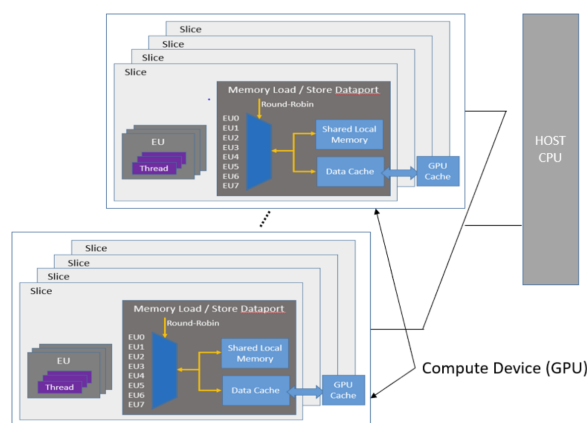 Slice
Slice
Slice
Slice
Memory Load / Store Dataport
Round-Robin
EU0
EU1
EU2
EU3
EU4
EU5
EU6
EU7
EU
Thread
Shared Local
Memory
Data Cache
GPU
Cache
HOST
CPU
Slice
Slice
Slice
Slice
Memory Load / Store Dataport
Round-Robin
EU0
EU1
EU2
EU3
EU4
EU5
EU6
EU7
EU
Thread
Shared Local
Memory
Data Cache
GPU
Cache
Compute Device (GPU)